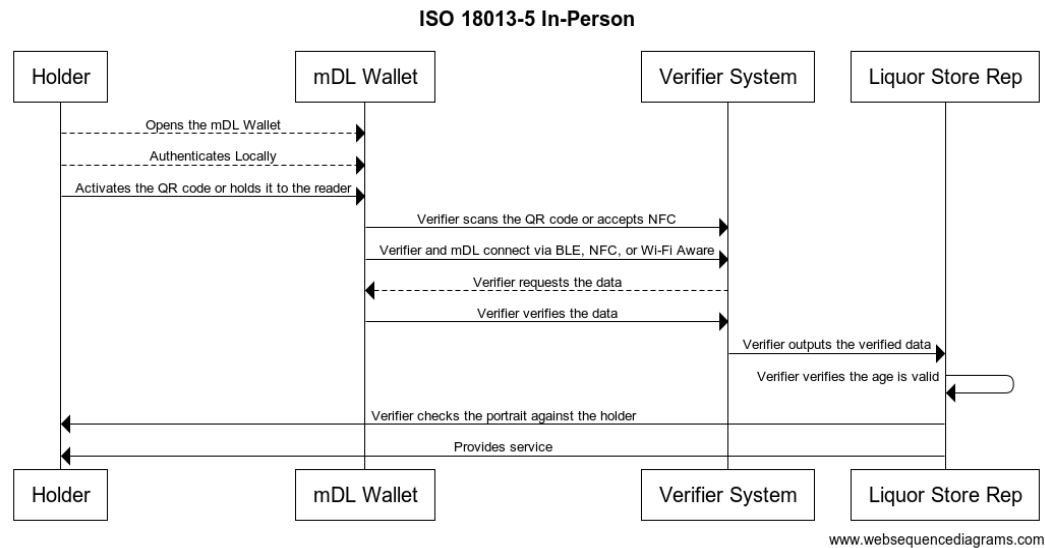 ISO 18013-5 In-Person
Holder
mDL Wallet
Verifier System
Liquor Store Rep
Opens the mDL Wallet
Authenticates Locally
Activates the QR code or holds it to the reader
Verifier scans the QR code or accepts NFC
Verifier and mDL connect via BLE, NFC, or Wi-Fi Aware
Verifier requests the data
Verifier verifies the data
Verifier outputs the verified data
Verifier verifies the age is valid
Verifier checks the portrait against the holder
Provides service
Holder
mDL Wallet
Verifier System
Liquor Store Rep
www.websequencediagrams.com